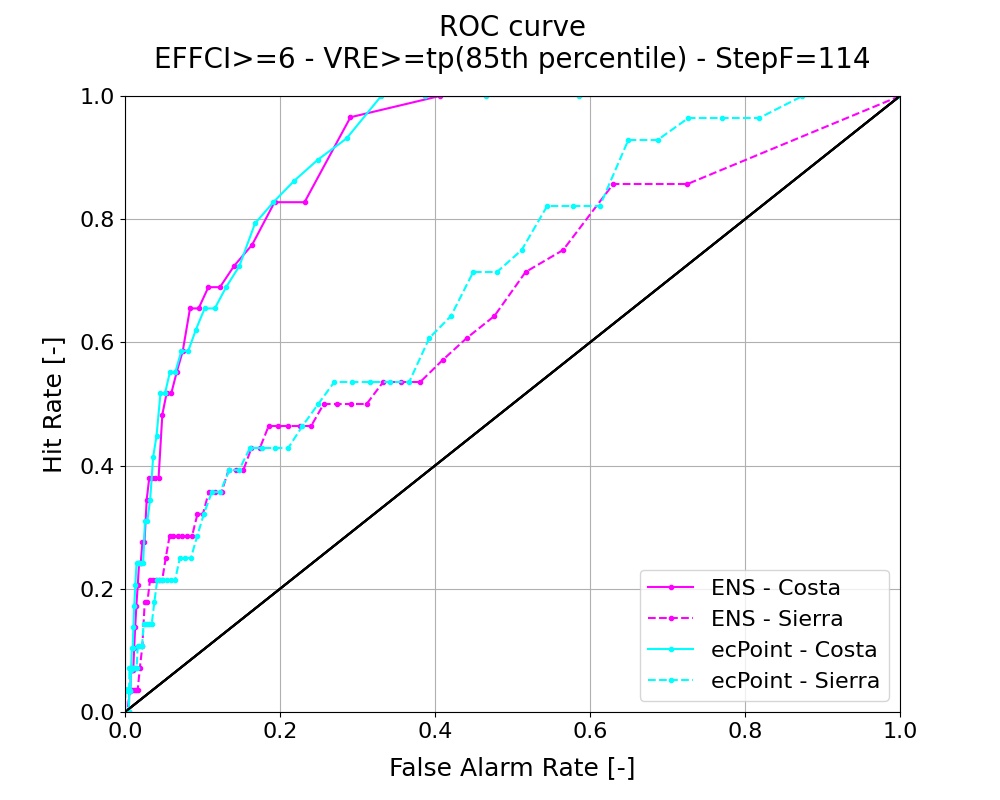 ROC curve
EFFCI>=6 - VRE>=tp(85th percentile) - StepF=114
1.0
0.8
0.6
0.4
0.2
0.0
Hit Rate [-]
0.0 0.2 0.4 0.6 0.8 1.0
False Alarm Rate [-]
ENS - Costa
ENS - Sierra
ecPoint - Costa
ecPoint - Sierra